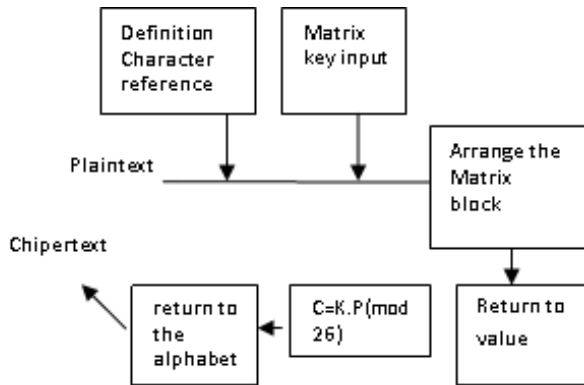 Definition
Character
reference
Matrix
key input
Plaintext
Arrange the
Matrix
block
Chipertext
return to
the
alphabet
C=K.P(mod
26)
Return to
value